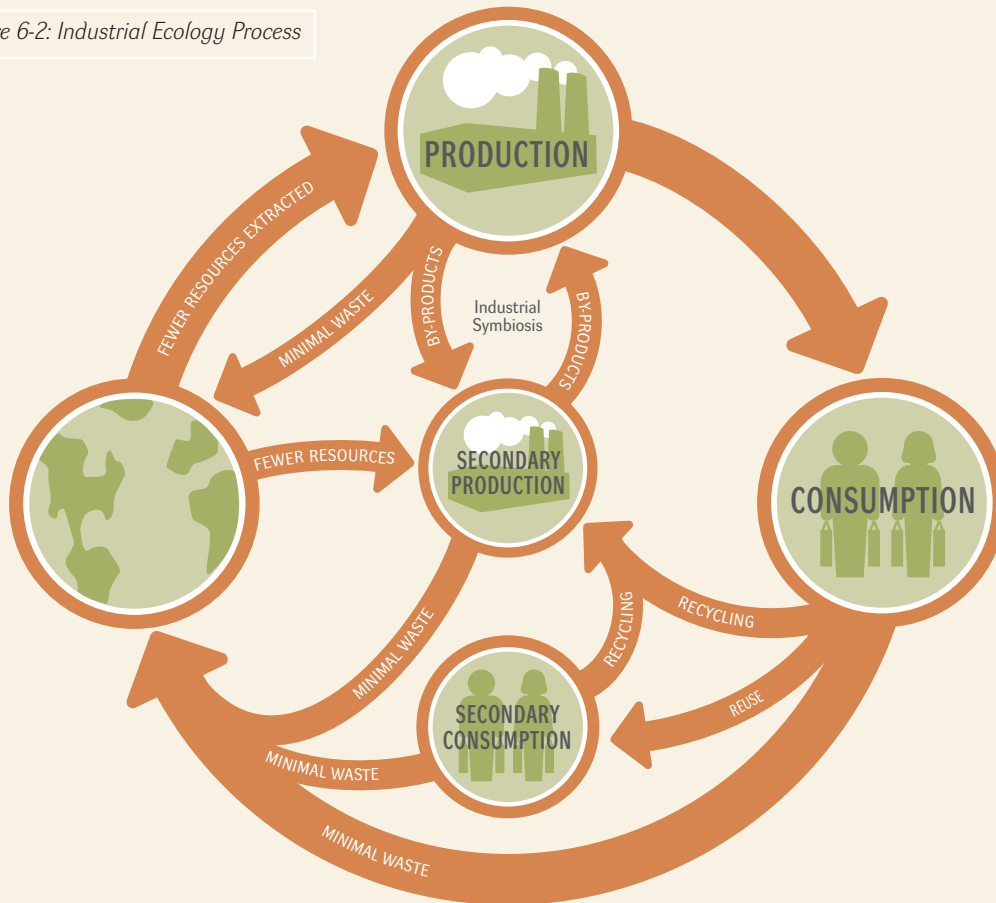 6-2: Industrial Ecology Process
PRODUCTION
FEWER RESOURCES EXTRACTED
MINIMAL WASTE
BY-PRODUCTS
Industrial
Symbiosis
BY-PRODUCTS
FEWER RESOURCES
SECONDARY
PRODUCTION
CONSUMPTION
RECYCLING
RECYCLING
MINIMAL WASTE
REUSE
SECONDARY
CONSUMPTION
MINIMAL WASTE
MINIMAL WASTE